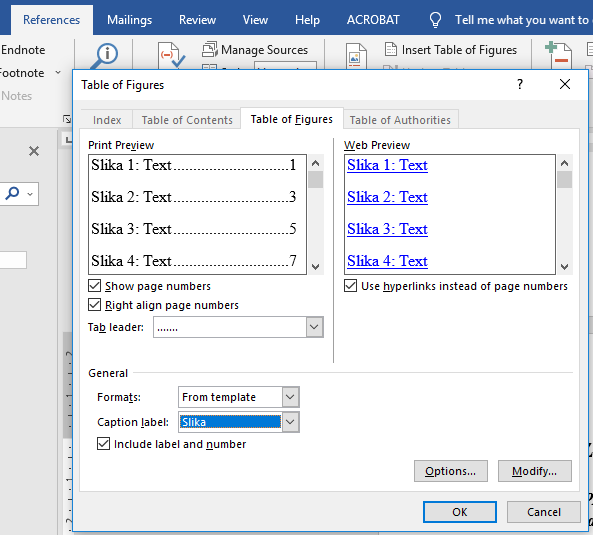 References Mailings Review View Help ACROBAT Tell me what you want to
Endnote
Footnote
Notes
Manage Sources
Insert Table of Figures
Table of Figures ?
Index Table of Contents Table of Figures Table of Authorities
Print Preview
Slika 1: Text.............................1
Slika 2: Text.............................3
Slika 3: Text.............................5
Slika 4: Text.............................7
Show page numbers
Right align page numbers
Tab leader: .......
Web Preview
Slika 1: Text
Slika 2: Text
Slika 3: Text
Slika 4: Text
Use hyperlinks instead of page numbers
General
Formats: From template
Caption label: Slika
Include label and number
Options... Modify...
OK Cancel